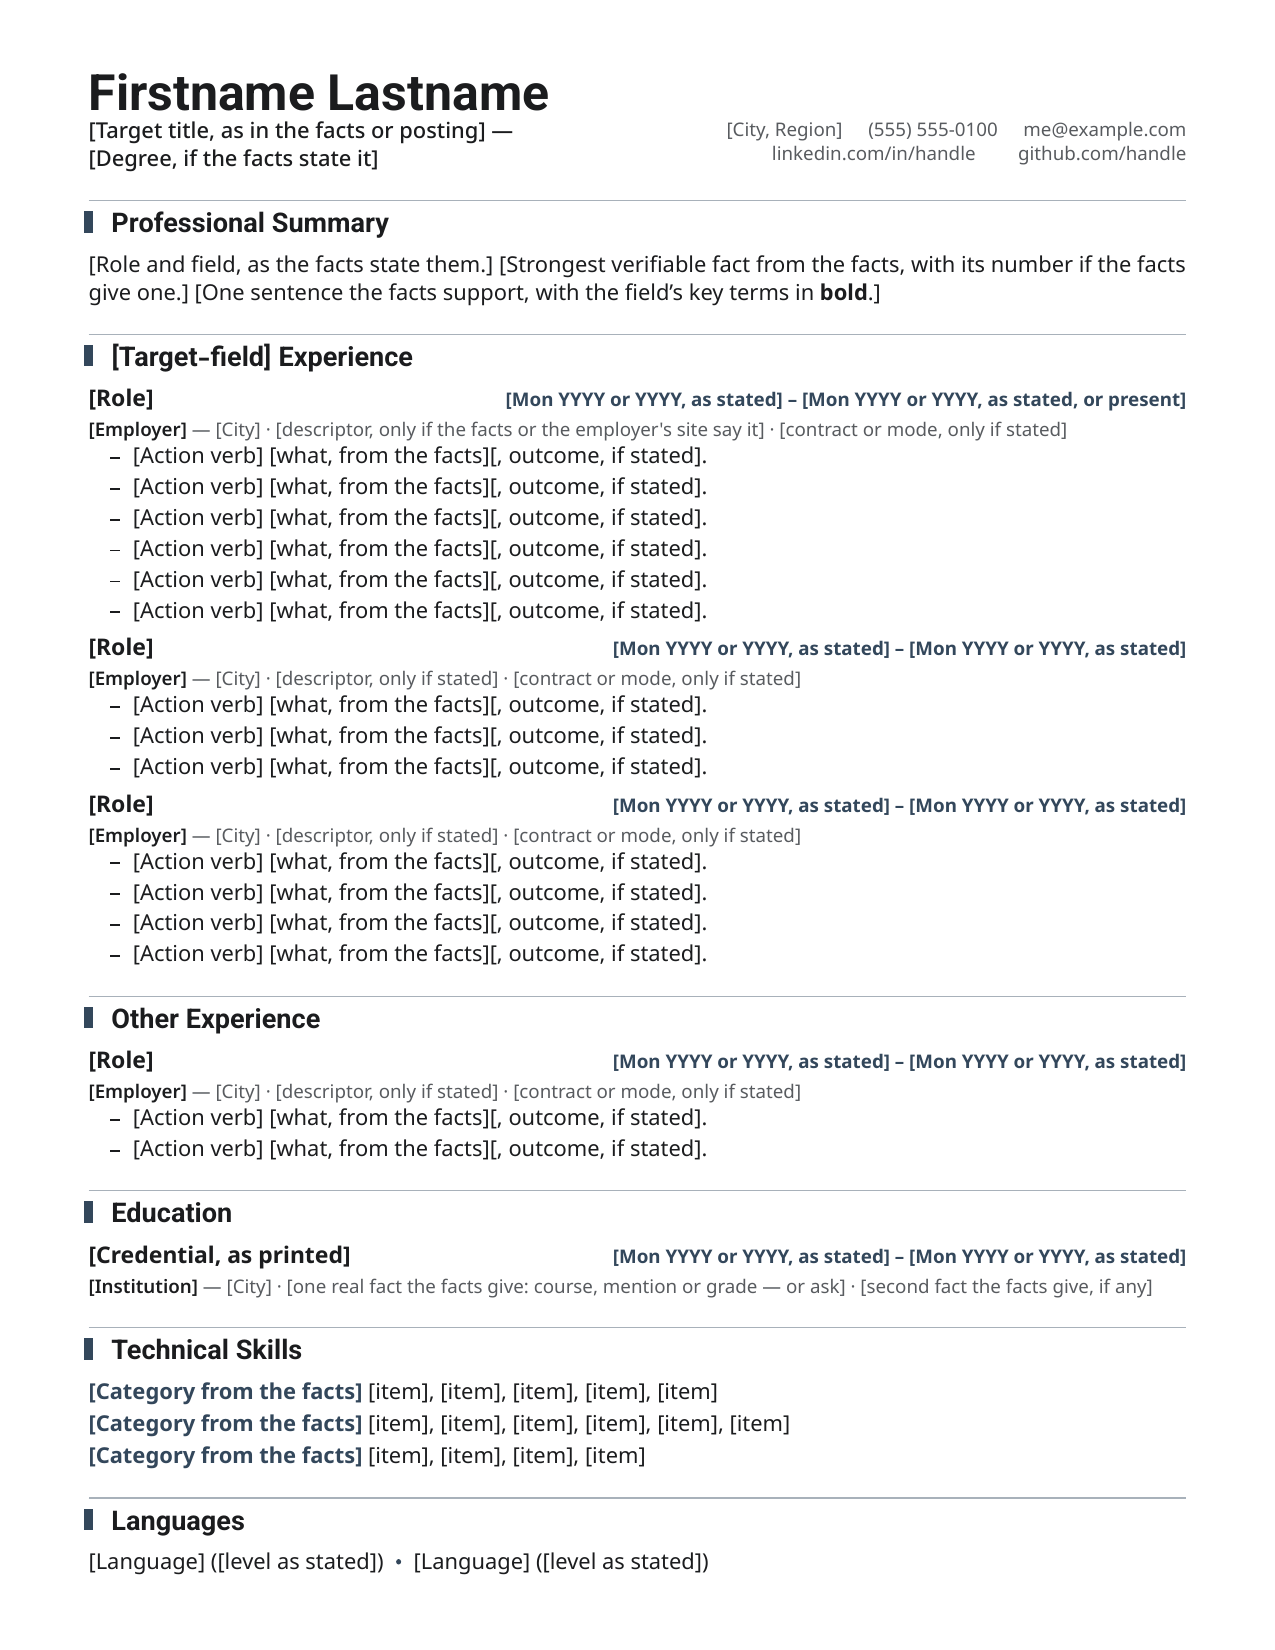 Firstname Lastname
[Target title, as in the facts or posting] —
[Degree, if the facts state it]
[City, Region] (555) 555-0100 me@example.com
linkedin.com/in/handle github.com/handle
Professional Summary
[Role and field, as the facts state them.] [Strongest verifiable fact from the facts, with its number if the facts
give one.] [One sentence the facts support, with the field’s key terms in bold.]
[Target-field] Experience
[Role] [Mon YYYY or YYYY, as stated] – [Mon YYYY or YYYY, as stated, or present]
[Employer] — [City] · [descriptor, only if the facts or the employer's site say it] · [contract or mode, only if stated]
– [Action verb] [what, from the facts][, outcome, if stated].
– [Action verb] [what, from the facts][, outcome, if stated].
– [Action verb] [what, from the facts][, outcome, if stated].
– [Action verb] [what, from the facts][, outcome, if stated].
– [Action verb] [what, from the facts][, outcome, if stated].
– [Action verb] [what, from the facts][, outcome, if stated].
[Role] [Mon YYYY or YYYY, as stated] – [Mon YYYY or YYYY, as stated]
[Employer] — [City] · [descriptor, only if stated] · [contract or mode, only if stated]
– [Action verb] [what, from the facts][, outcome, if stated].
– [Action verb] [what, from the facts][, outcome, if stated].
– [Action verb] [what, from the facts][, outcome, if stated].
[Role] [Mon YYYY or YYYY, as stated] – [Mon YYYY or YYYY, as stated]
[Employer] — [City] · [descriptor, only if stated] · [contract or mode, only if stated]
– [Action verb] [what, from the facts][, outcome, if stated].
– [Action verb] [what, from the facts][, outcome, if stated].
– [Action verb] [what, from the facts][, outcome, if stated].
– [Action verb] [what, from the facts][, outcome, if stated].
Other Experience
[Role] [Mon YYYY or YYYY, as stated] – [Mon YYYY or YYYY, as stated]
[Employer] — [City] · [descriptor, only if stated] · [contract or mode, only if stated]
– [Action verb] [what, from the facts][, outcome, if stated].
– [Action verb] [what, from the facts][, outcome, if stated].
Education
[Credential, as printed] [Mon YYYY or YYYY, as stated] – [Mon YYYY or YYYY, as stated]
[Institution] — [City] · [one real fact the facts give: course, mention or grade — or ask] · [second fact the facts give, if any]
Technical Skills
[Category from the facts] [item], [item], [item], [item], [item]
[Category from the facts] [item], [item], [item], [item], [item], [item]
[Category from the facts] [item], [item], [item], [item]
Languages
[Language] ([level as stated]) • [Language] ([level as stated])